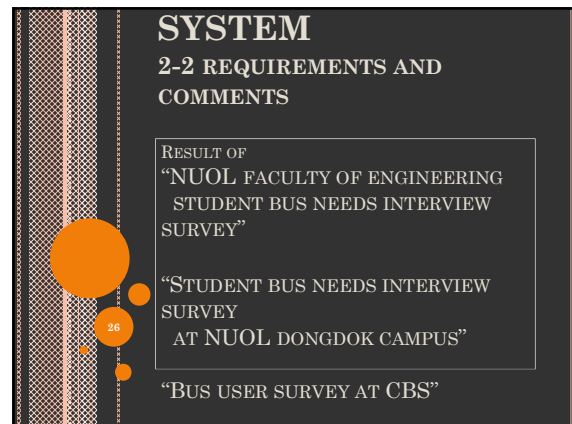 SYSTEM
2-2 REQUIREMENTS AND
COMMENTS
RESULT OF
“NUOL FACULTY OF ENGINEERING
STUDENT BUS NEEDS INTERVIEW
SURVEY”
“STUDENT BUS NEEDS INTERVIEW
SURVEY
AT NUOL DONGDOK CAMPUS”
26
“BUS USER SURVEY AT CBS”